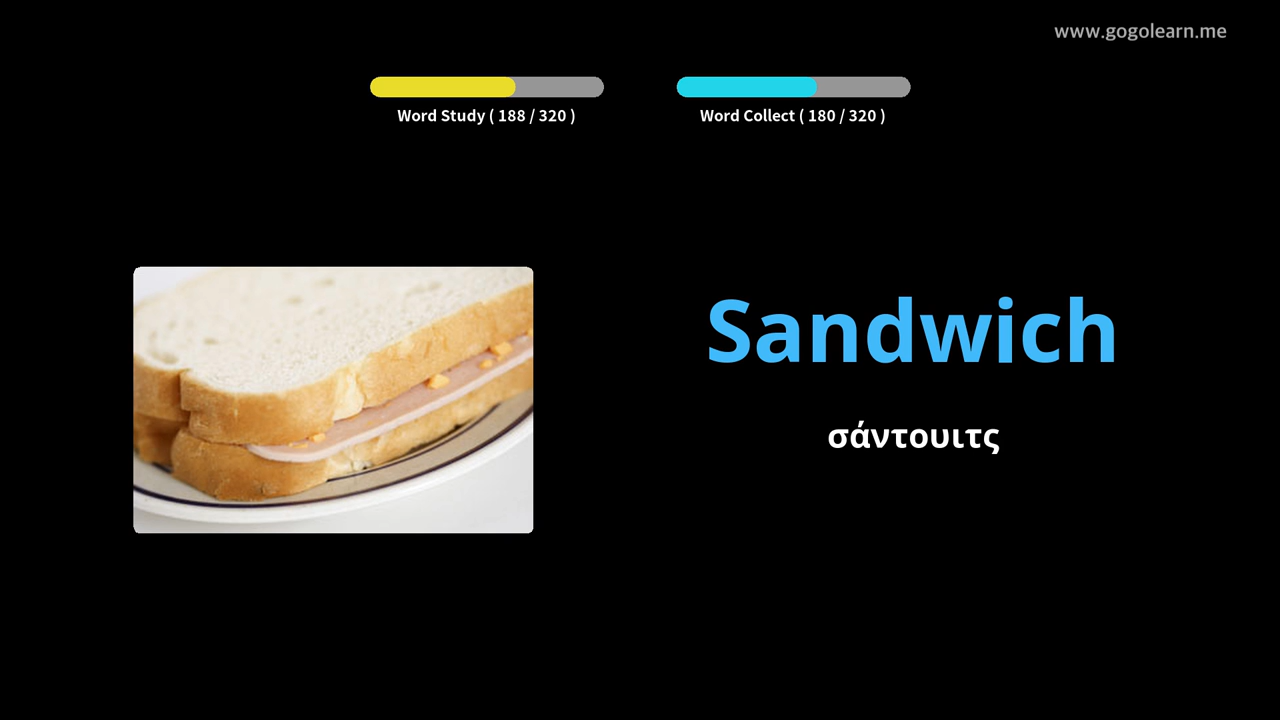 www.gogolearn.me
Word Study ( 188 / 320 )
Word Collect ( 180 / 320 )
Sandwich
σάντουιτς